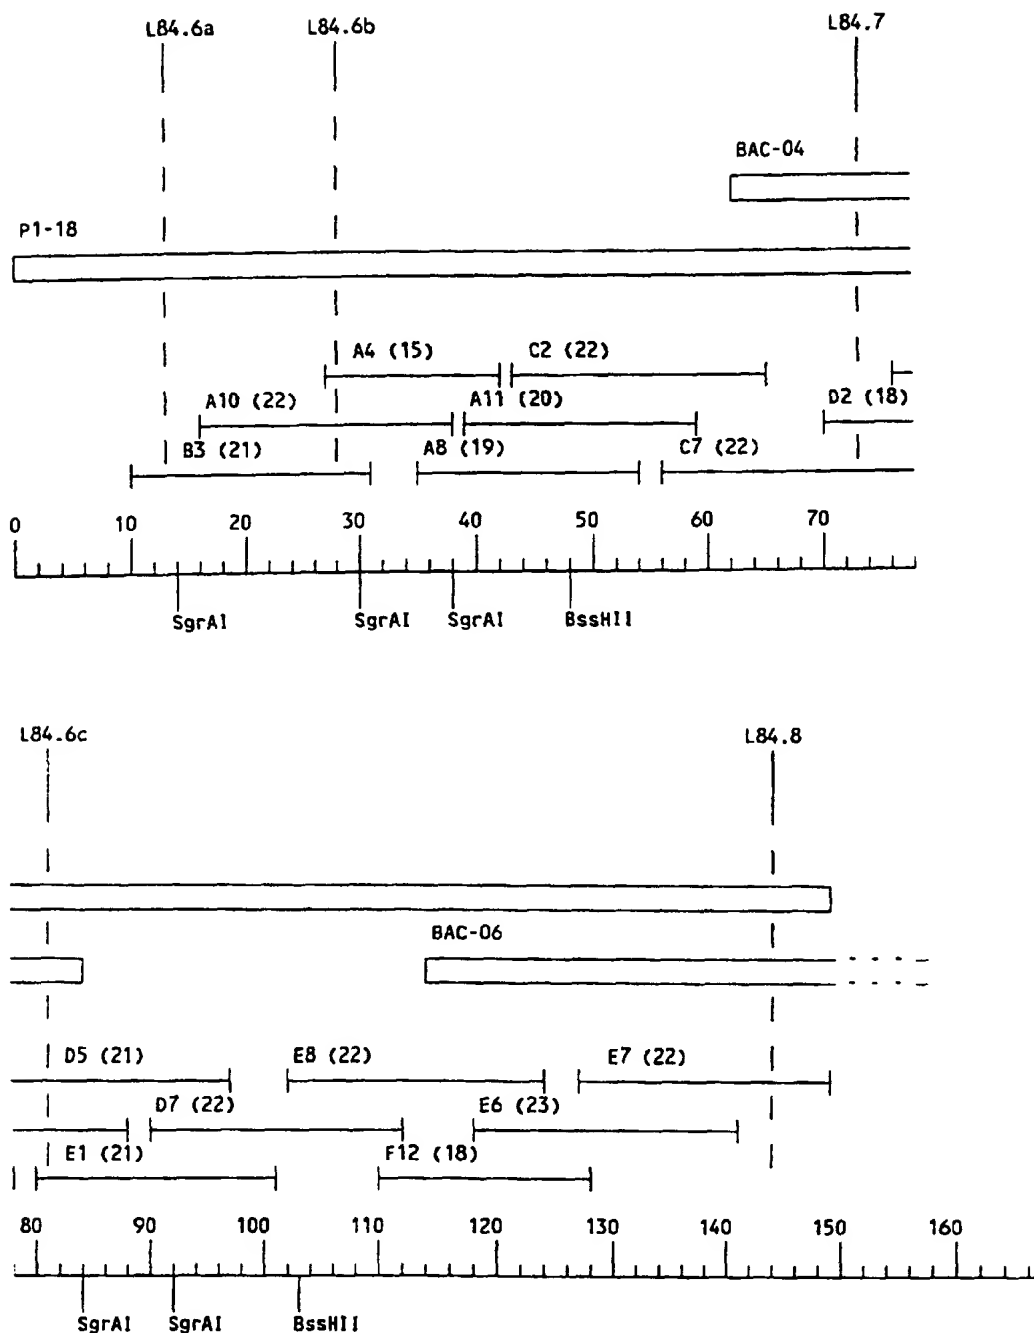 L84.6a L84.6b L84.7
BAC-04
P1-18
A4 (15) C2 (22)
A10 (22) A11 (20) D2 (18)
B3 (21) A8 (19) C7 (22)
0 10 20 30 40 50 60 70
SgrAI SgrAI SgrAI BssHII
L84.6c L84.8
BAC-06
D5 (21) E8 (22) E7 (22)
D7 (22) E6 (23)
E1 (21) F12 (18)
80 90 100 110 120 130 140 150 160
SgrAI SgrAI BssHII